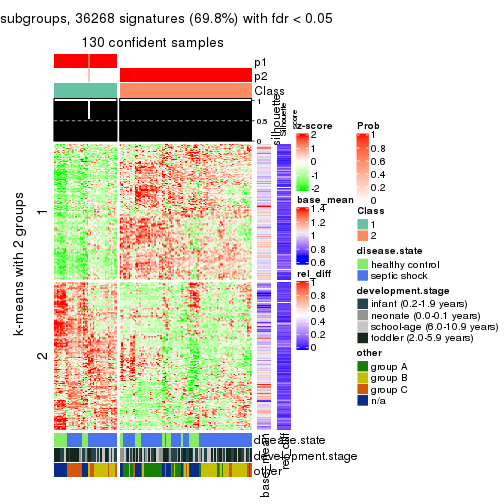 subgroups, 36268 signatures (69.8%) with fdr < 0.05
130 confident samples
p1
p2
Class
1
0.5
0
silhouette
Silhouette
score
k-means with 2 groups
1
2
disease.state
development.stage
other
base_mean
rel_diff
z-score
2
1
0
-1
-2
base_mean
1.4
1.2
1
0.8
0.6
rel_diff
1
0.8
0.6
0.4
0.2
0
Prob
1
0.8
0.6
0.4
0.2
0
Class
1
2
disease.state
healthy control
septic shock
development.stage
infant (0.2-1.9 years)
neonate (0.0-0.1 years)
school-age (6.0-10.9 years)
toddler (2.0-5.9 years)
other
group A
group B
group C
n/a